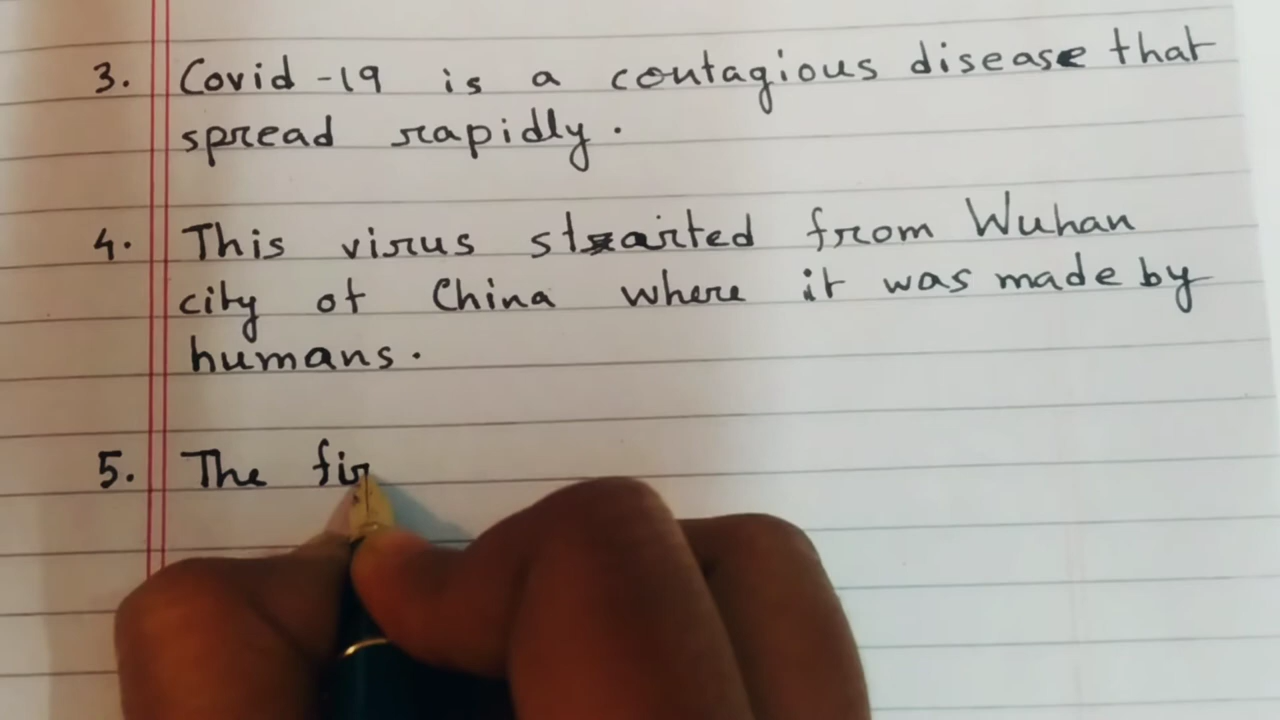 3. Covid -19 is a contagious disease that
spread rapidly.
4. This virus started from Wuhan
city of China where it was made by
humans.
5. The fir